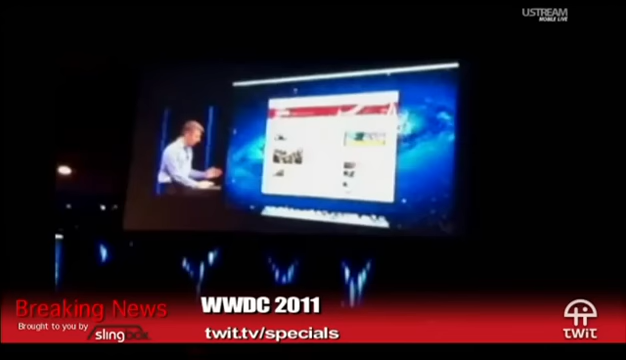 USTREAM
MOBILE LIVE
Breaking News
WWDC 2011
Brought to you by slingbox
twit.tv/specials
TWiT